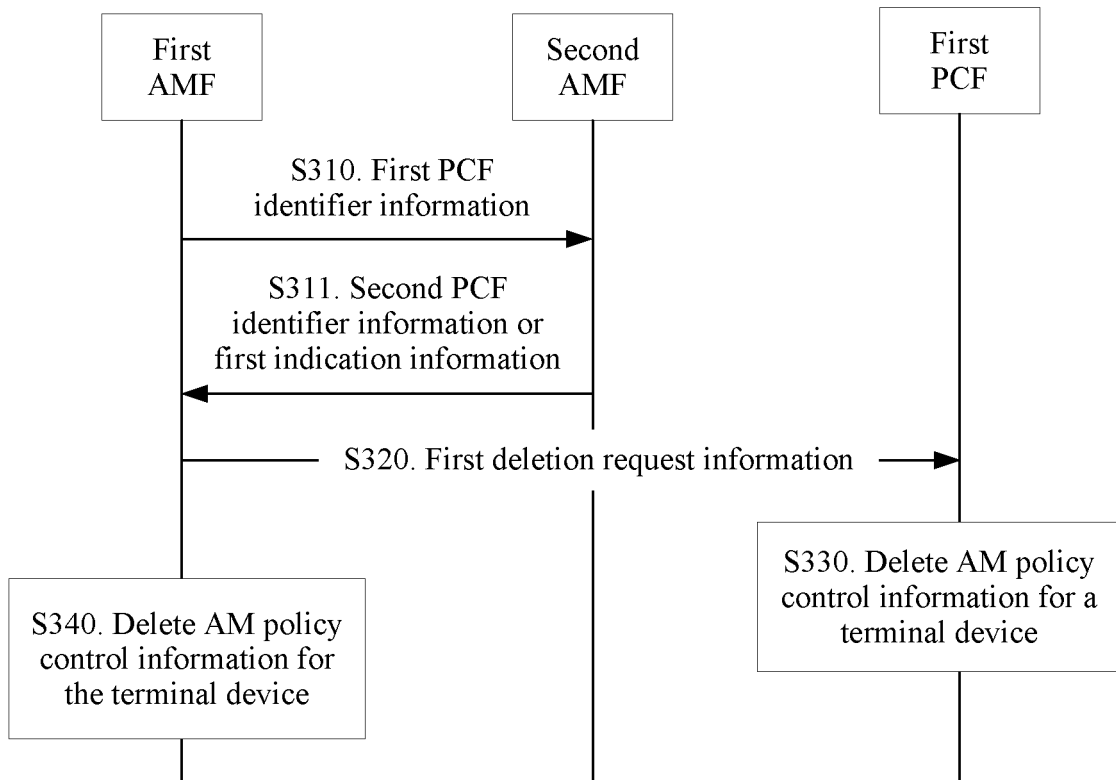 First
AMF
Second
AMF
First
PCF
S310. First PCF
identifier information
S311. Second PCF
identifier information or
first indication information
S320. First deletion request information
S330. Delete AM policy
control information for a
terminal device
S340. Delete AM policy
control information for
the terminal device